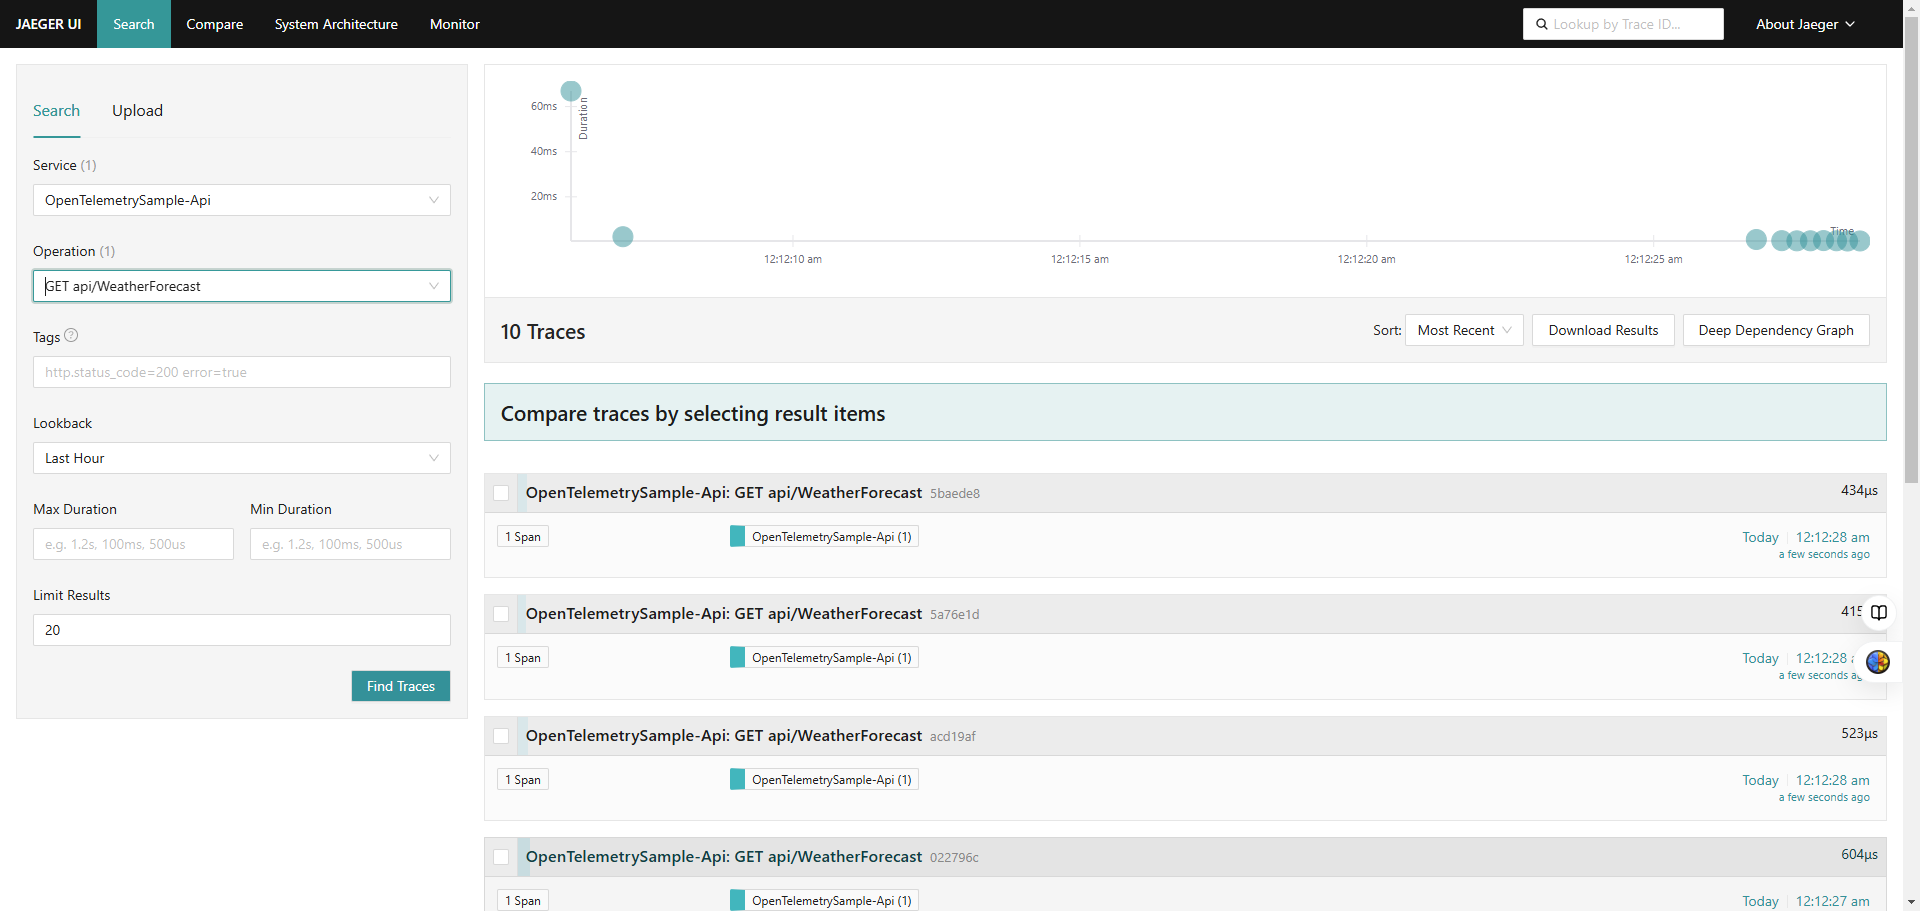 JAEGER UI Search Compare System Architecture Monitor Lookup by Trace ID... About Jaeger
Search Upload
Service (1)
OpenTelemetrySample-Api
Operation (1)
GET api/WeatherForecast
Tags ?
http.status_code=200 error=true
Lookback
Last Hour
Max Duration Min Duration
e.g. 1.2s, 100ms, 500us e.g. 1.2s, 100ms, 500us
Limit Results
20
Find Traces
Duration
60ms
40ms
20ms
Time
12:12:10 am 12:12:15 am 12:12:20 am 12:12:25 am
10 Traces Sort: Most Recent Download Results Deep Dependency Graph
Compare traces by selecting result items
OpenTelemetrySample-Api: GET api/WeatherForecast 5baede8 434μs
1 Span OpenTelemetrySample-Api (1) Today 12:12:28 am
a few seconds ago
OpenTelemetrySample-Api: GET api/WeatherForecast 5a76e1d 415
1 Span OpenTelemetrySample-Api (1) Today 12:12:28
a few seconds
OpenTelemetrySample-Api: GET api/WeatherForecast acd19af 523μs
1 Span OpenTelemetrySample-Api (1) Today 12:12:28 am
a few seconds ago
OpenTelemetrySample-Api: GET api/WeatherForecast 022796c 604μs
1 Span OpenTelemetrySample-Api (1) Today 12:12:27 am